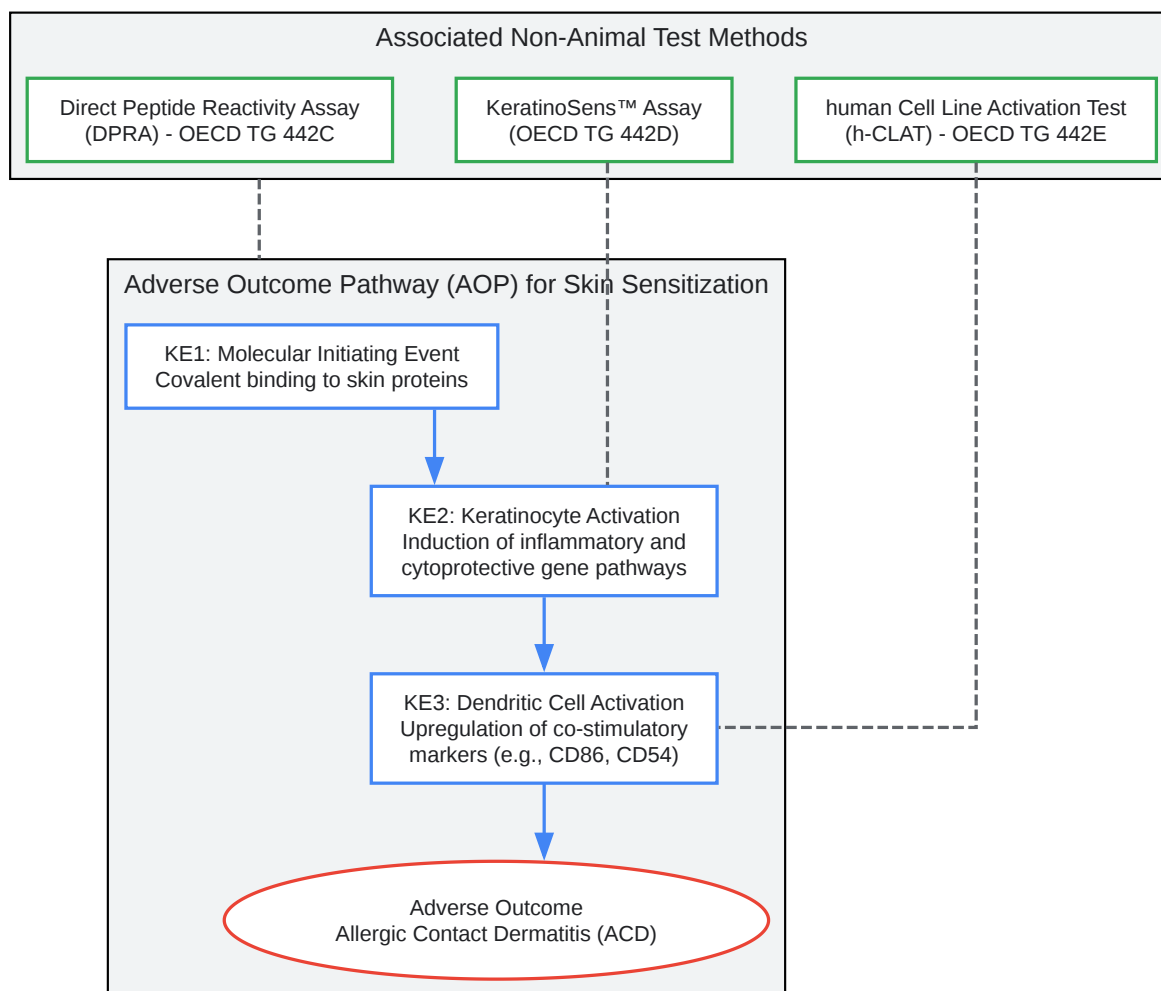 Associated Non-Animal Test Methods
Direct Peptide Reactivity Assay
(DPRA) - OECD TG 442C
KeratinoSens™ Assay
(OECD TG 442D)
human Cell Line Activation Test
(h-CLAT) - OECD TG 442E
Adverse Outcome Pathway (AOP) for Skin Sensitization
KE1: Molecular Initiating Event
Covalent binding to skin proteins
KE2: Keratinocyte Activation
Induction of inflammatory and
cytoprotective gene pathways
KE3: Dendritic Cell Activation
Upregulation of co-stimulatory
markers (e.g., CD86, CD54)
Adverse Outcome
Allergic Contact Dermatitis (ACD)